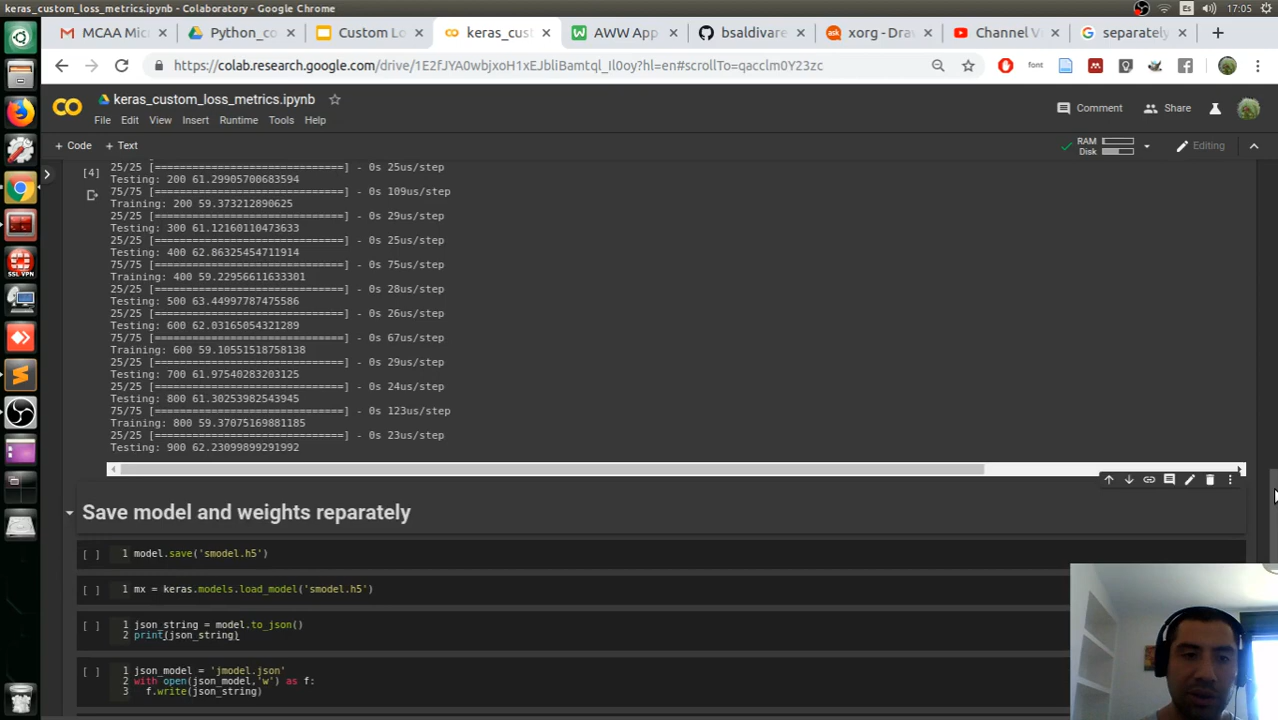 keras_custom_loss_metrics.ipynb - Colaboratory - Google Chrome
Es 17:05
MCAA Mic
Python_co
Custom Lo
keras_cus
AWW App
bsaldivare
xorg - Dra
Channel V
separately
https://colab.research.google.com/drive/1E2fJYA0wbjxoH1xEJbliBamtql_Il0oy?hl=en#scrollTo=qacclm0Y23zc
font
keras_custom_loss_metrics.ipynb
Comment
Share
File Edit View Insert Runtime Tools Help
+ Code + Text
RAM
Disk
Editing
[4]
25/25 [==============================] - 0s 25us/step
Testing: 200 61.29905700683594
75/75 [==============================] - 0s 109us/step
Training: 200 59.373212890625
25/25 [==============================] - 0s 29us/step
Testing: 300 61.12160110473633
25/25 [==============================] - 0s 25us/step
Testing: 400 62.86325454711914
75/75 [==============================] - 0s 75us/step
Training: 400 59.22956611633301
25/25 [==============================] - 0s 28us/step
Testing: 500 63.44997787475586
25/25 [==============================] - 0s 26us/step
Testing: 600 62.03165054321289
75/75 [==============================] - 0s 67us/step
Training: 600 59.10551518758138
25/25 [==============================] - 0s 29us/step
Testing: 700 61.97540283203125
25/25 [==============================] - 0s 24us/step
Testing: 800 61.30253982543945
75/75 [==============================] - 0s 123us/step
Training: 800 59.37075169881185
25/25 [==============================] - 0s 23us/step
Testing: 900 62.23099899291992
Save model and weights reparately
[ ] 1 model.save('smodel.h5')
[ ] 1 mx = keras.models.load_model('smodel.h5')
[ ] 1 json_string = model.to_json()
2 print(json_string)
[ ] 1 json_model = 'jmodel.json'
2 with open(json_model,'w') as f:
3 f.write(json_string)